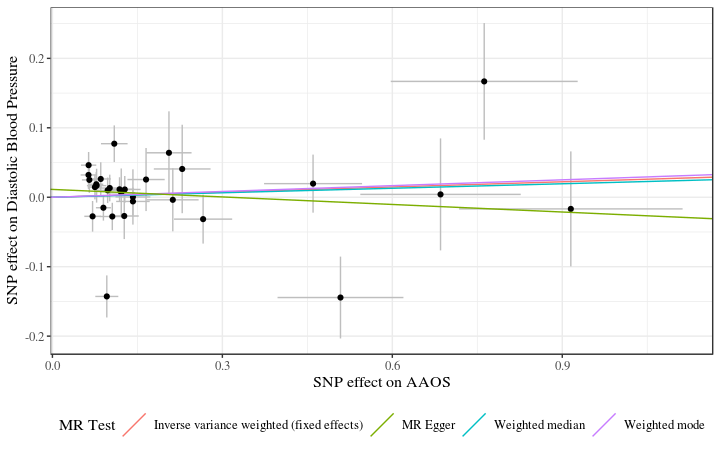 SNP effect on Diastolic Blood Pressure
0.2
0.1
0.0
-0.1
-0.2
0.0 0.3 0.6 0.9
SNP effect on AAOS
MR Test Inverse variance weighted (fixed effects) MR Egger Weighted median Weighted mode